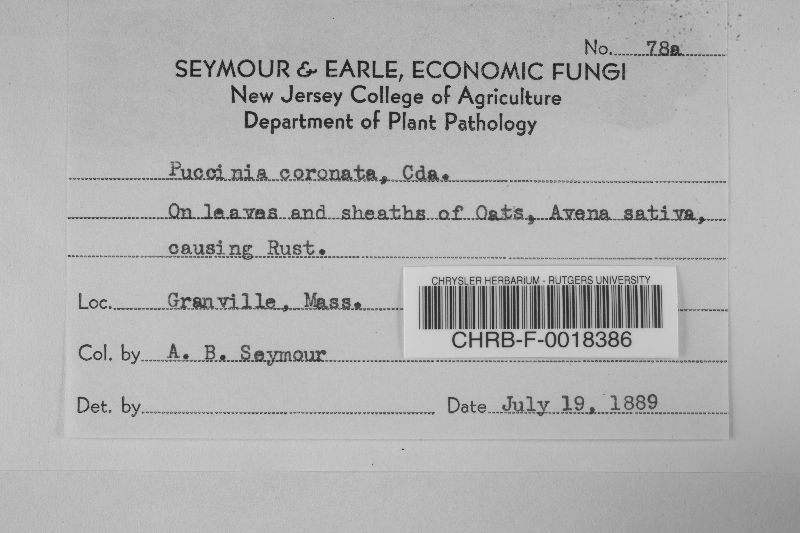 No. 78a
SEYMOUR & EARLE, ECONOMIC FUNGI
New Jersey College of Agriculture
Department of Plant Pathology
Puccinia coronata, Cda.
On leaves and sheaths of Oats, Avena sativa,
causing Rust.
CHRYSLER HERBARIUM - RUTGERS UNIVERSITY
CHRB-F-0018386
Loc. Granville, Mass.
Col. by A. B. Seymour
Det. by
Date July 19, 1889